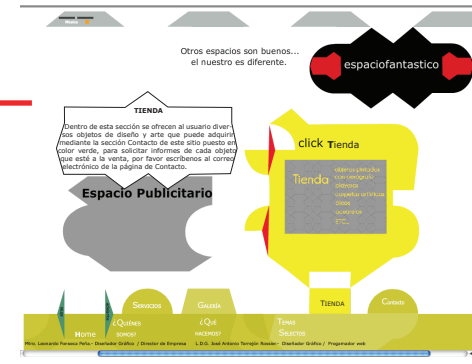 Música
Otros espacios son buenos...
el nuestro es diferente.
espaciofantastico
TIENDA
Dentro de esta sección se ofrecen al usuario diver-
sos objetos de diseño y arte que puede adquirir
mediante la sección Contacto de este sitio puesto en
color verde, para solicitar informes de cada objeto
que esté a la venta, por favor escríbenos al correo
electrónico de la página de Contacto.
click Tienda
Tienda
Espacio Publicitario
Servicios
Galería
Tienda
Cursos
Home
¿Quiénes
somos?
¿Qué
hacemos?
Temas
Selectos
Mtro. Leonardo Fonseca Peña.- Diseñador Gráfico / Director de Empresa
L.D.G. José Antonio Torrejón Roxxán.- Diseñador Gráfico / Programador web